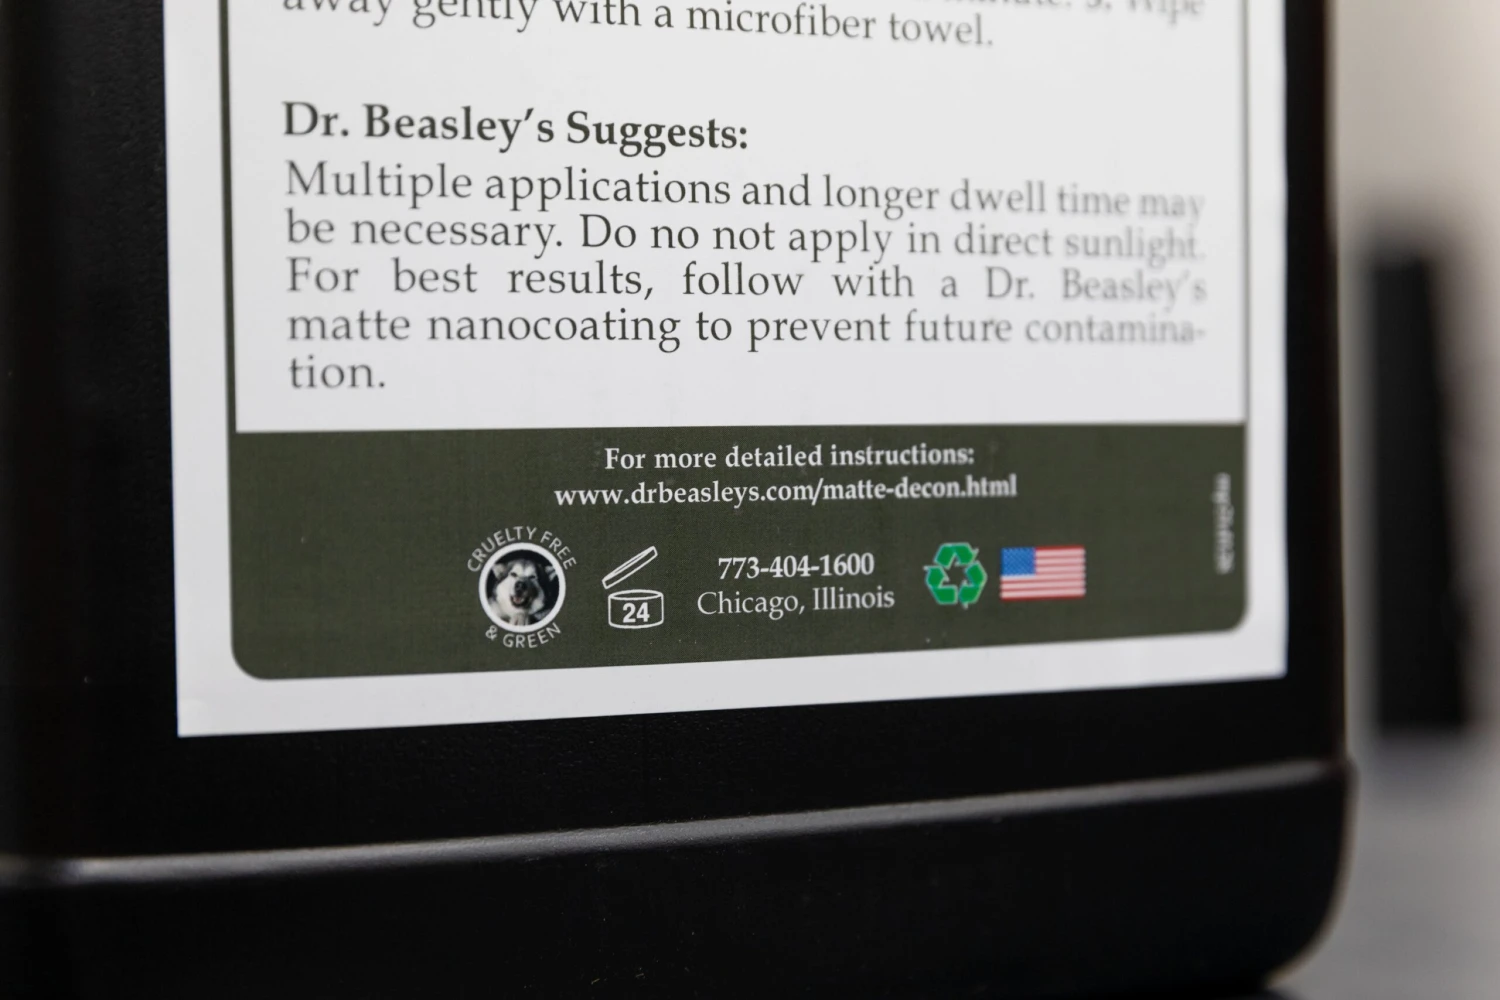 away gently with a microfiber towel.
Dr. Beasley's Suggests:
Multiple applications and longer dwell time may
be necessary. Do no not apply in direct sunlight.
For best results, follow with a Dr. Beasley's
matte nanocoating to prevent future contamina-
tion.
For more detailed instructions:
www.drbeasleys.com/matte-decon.html
CRUELTY FREE
& GREEN
24
773-404-1600
Chicago, Illinois